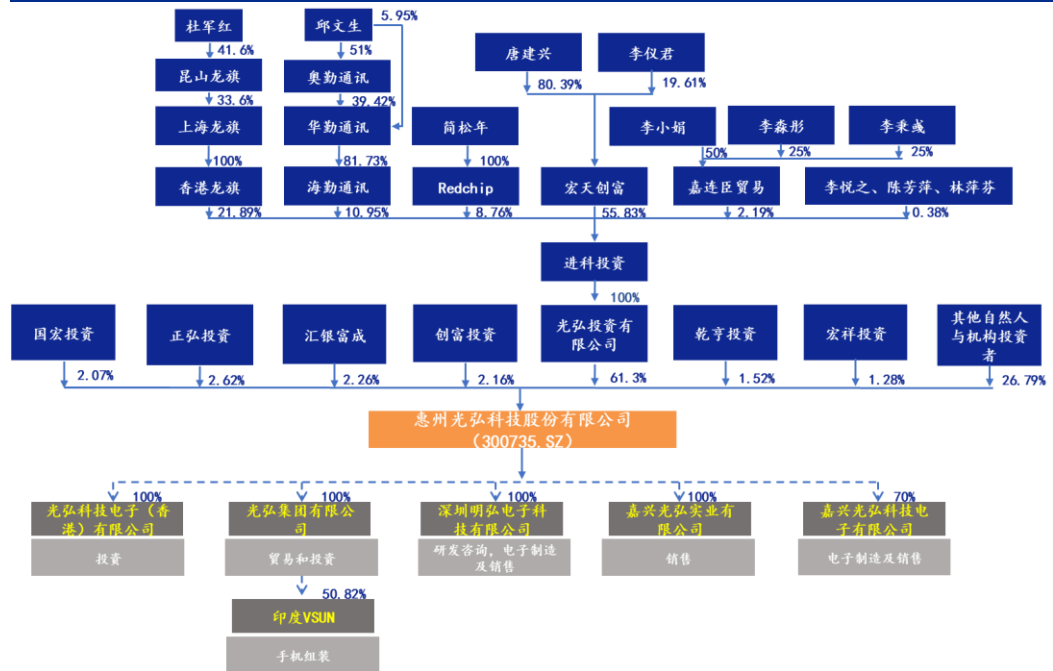 杜军红
邱文生
5.95%
41.6%
51%
唐建兴
李仪君
昆山龙旗
奥勤通讯
80.39%
19.61%
33.6%
39.42%
上海龙旗
华勤通讯
简松年
李小娟
李淼彤
李秉彧
100%
81.73%
100%
50%
25%
25%
香港龙旗
海勤通讯
Redchip
宏天创富
嘉连臣贸易
李悦之、陈芳萍、林萍芬
21.89%
10.95%
8.76%
55.83%
2.19%
0.38%
进科投资
100%
国宏投资
正弘投资
汇银富成
创富投资
光弘投资有
限公司
乾亨投资
宏祥投资
其他自然人
与机构投资
者
2.07%
2.62%
2.26%
2.16%
61.3%
1.52%
1.28%
26.79%
惠州光弘科技股份有限公司
（300735.SZ）
100%
100%
100%
100%
70%
光弘科技电子（香
港）有限公司
光弘集团有限公
司
深圳明弘电子科
技有限公司
嘉兴光弘实业有
限公司
嘉兴光弘科技电
子有限公司
投资
贸易和投资
研发咨询，电子制造
及销售
销售
电子制造及销售
50.82%
印度VSUN
手机组装